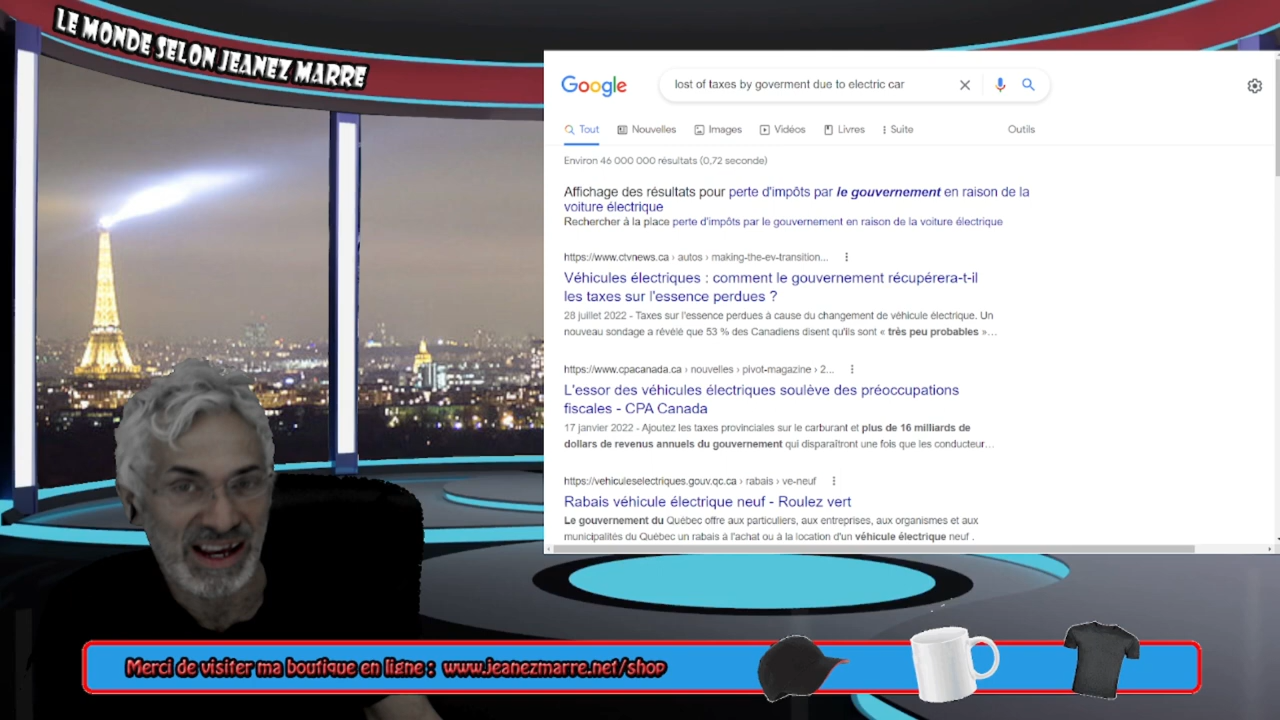 LE MONDE SELON JEANEZ MARRE
Google
lost of taxes by goverment due to electric car
Tout
Nouvelles
Images
Vidéos
Livres
Suite
Outils
Environ 46 000 000 résultats (0,72 seconde)
Affichage des résultats pour perte d'impôts par le gouvernement en raison de la
voiture électrique
Rechercher à la place perte d'impôts par le gouvernement en raison de la voiture électrique
https://www.ctvnews.ca › autos › making-the-ev-transition...
Véhicules électriques : comment le gouvernement récupérera-t-il
les taxes sur l'essence perdues ?
28 juillet 2022 - Taxes sur l'essence perdues à cause du changement de véhicule électrique. Un
nouveau sondage a révélé que 53 % des Canadiens disent qu'ils sont « très peu probables »...
https://www.cpacanada.ca › nouvelles › pivot-magazine › 2...
L'essor des véhicules électriques soulève des préoccupations
fiscales - CPA Canada
17 janvier 2022 - Ajoutez les taxes provinciales sur le carburant et plus de 16 milliards de
dollars de revenus annuels du gouvernement qui disparaîtront une fois que les conducteur...
https://vehiculeselectriques.gouv.qc.ca › rabais › ve-neuf
Rabais véhicule électrique neuf - Roulez vert
Le gouvernement du Québec offre aux particuliers, aux entreprises, aux organismes et aux
municipalités du Québec un rabais à l'achat ou à la location d'un véhicule électrique neuf .
Merci de visiter ma boutique en ligne : www.jeanezmarre.net/shop